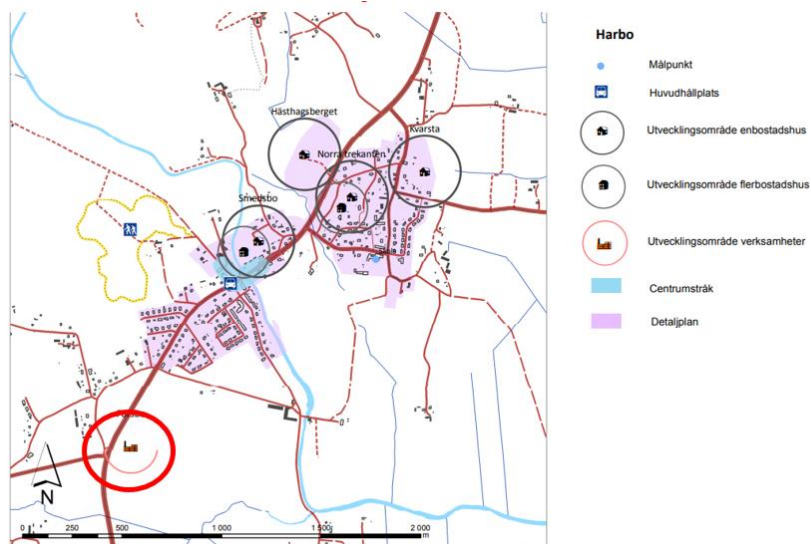 Harbo
Målpunkt
Huvudhållplats
Utvecklingsområde enbostadshus
Utvecklingsområde flerbostadshus
Utvecklingsområde verksamheter
Centrumstråk
Detaljplan
Hästhagsberget
Kvarsta
Norra trekanten
Smedsbo
N
0 250 500 1 000 1 500 2 000
m